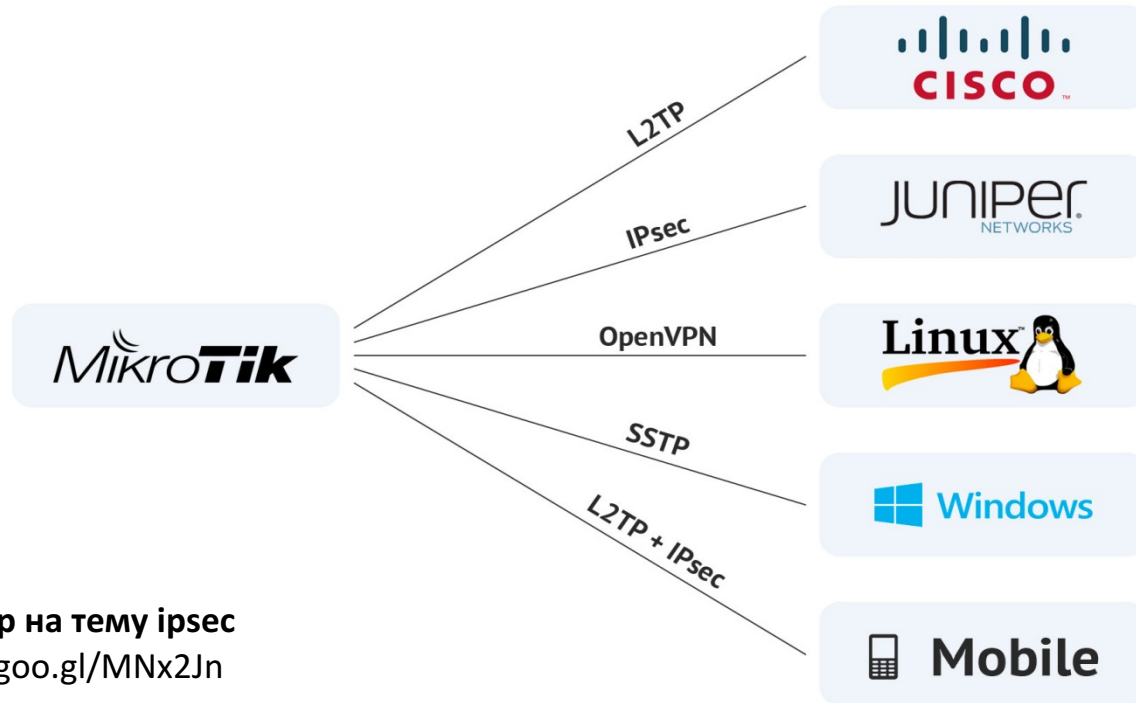 CISCO
L2TP
JUNIPER
NETWORKS
IPsec
MikroTik
OpenVPN
Linux
SSTP
Windows
L2TP + IPsec
Mobile
р на тему ipsec
goo.gl/MNx2Jn